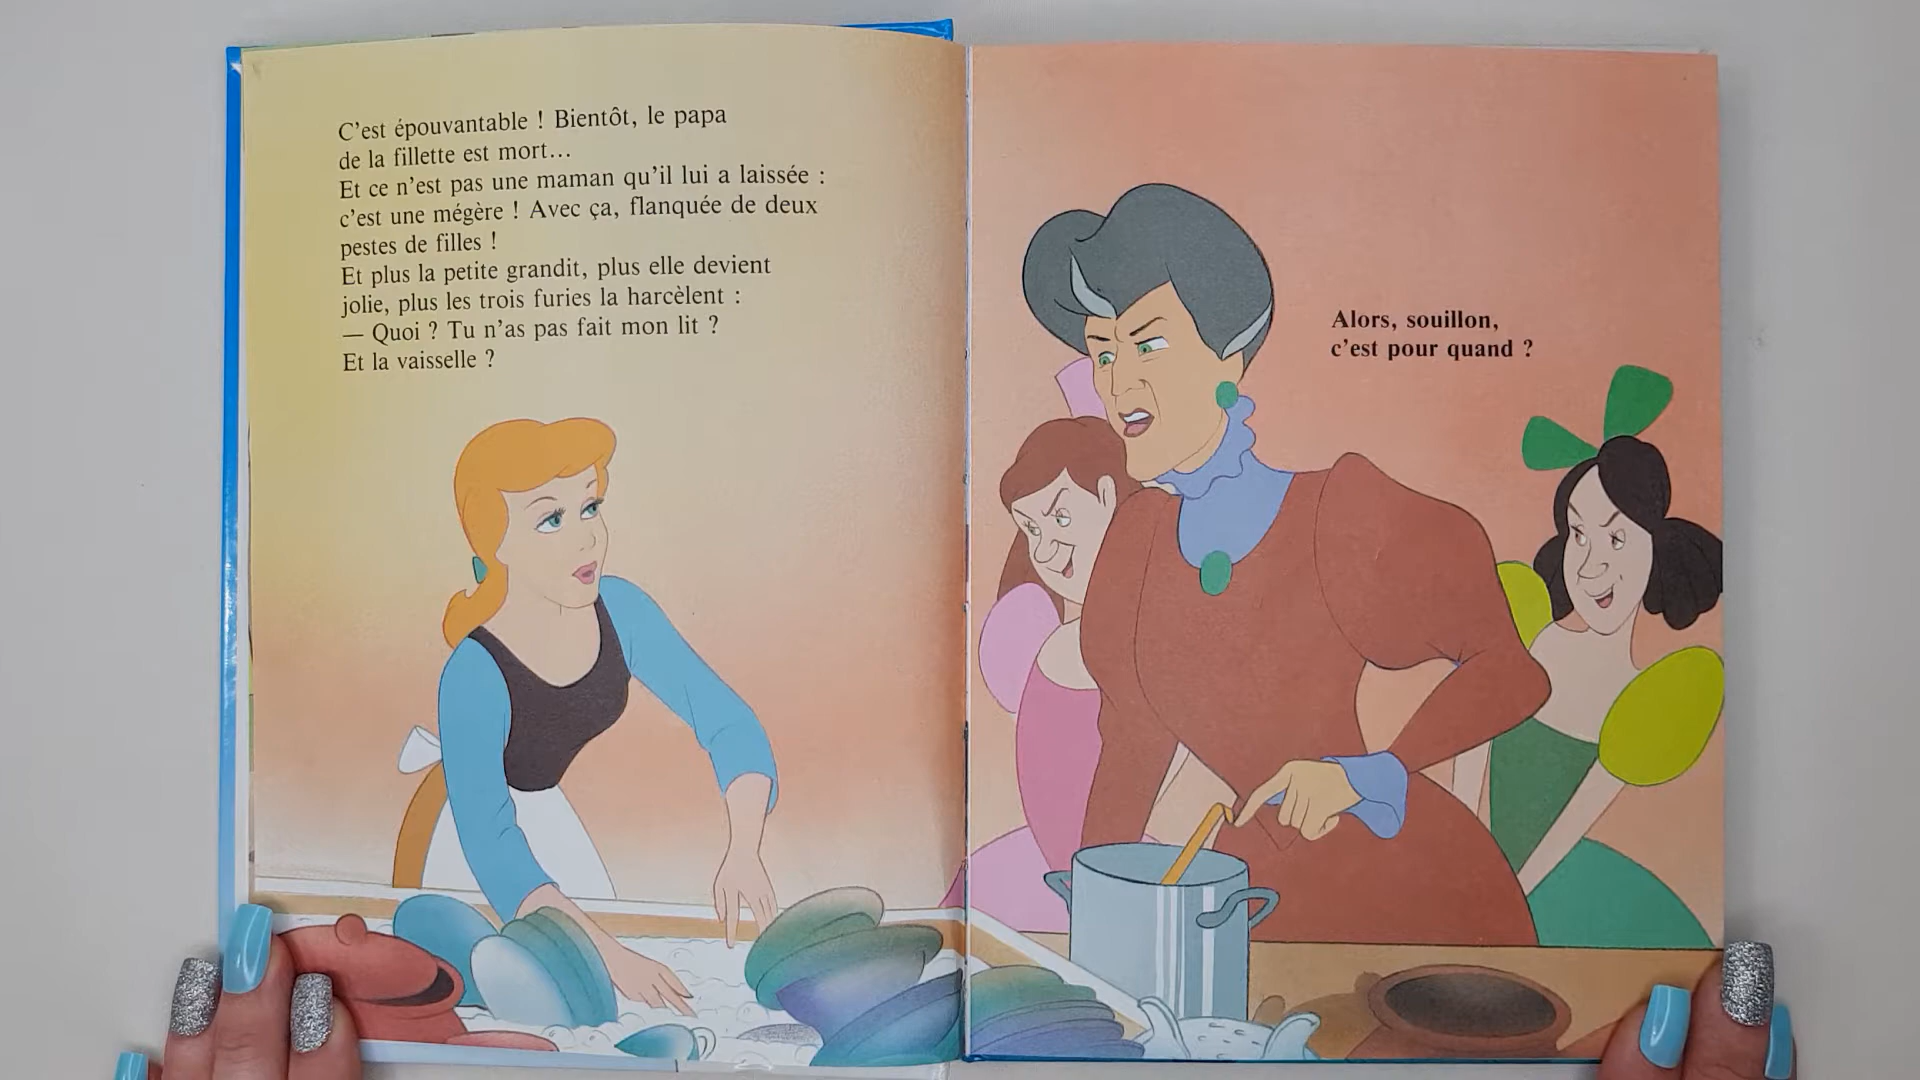 C’est épouvantable ! Bientôt, le papa
de la fillette est mort…
Et ce n’est pas une maman qu’il lui a laissée :
c’est une mégère ! Avec ça, flanquée de deux
pestes de filles !
Et plus la petite grandit, plus elle devient
jolie, plus les trois furies la harcèlent :
— Quoi ? Tu n’as pas fait mon lit ?
Et la vaisselle ?
Alors, souillon,
c’est pour quand ?